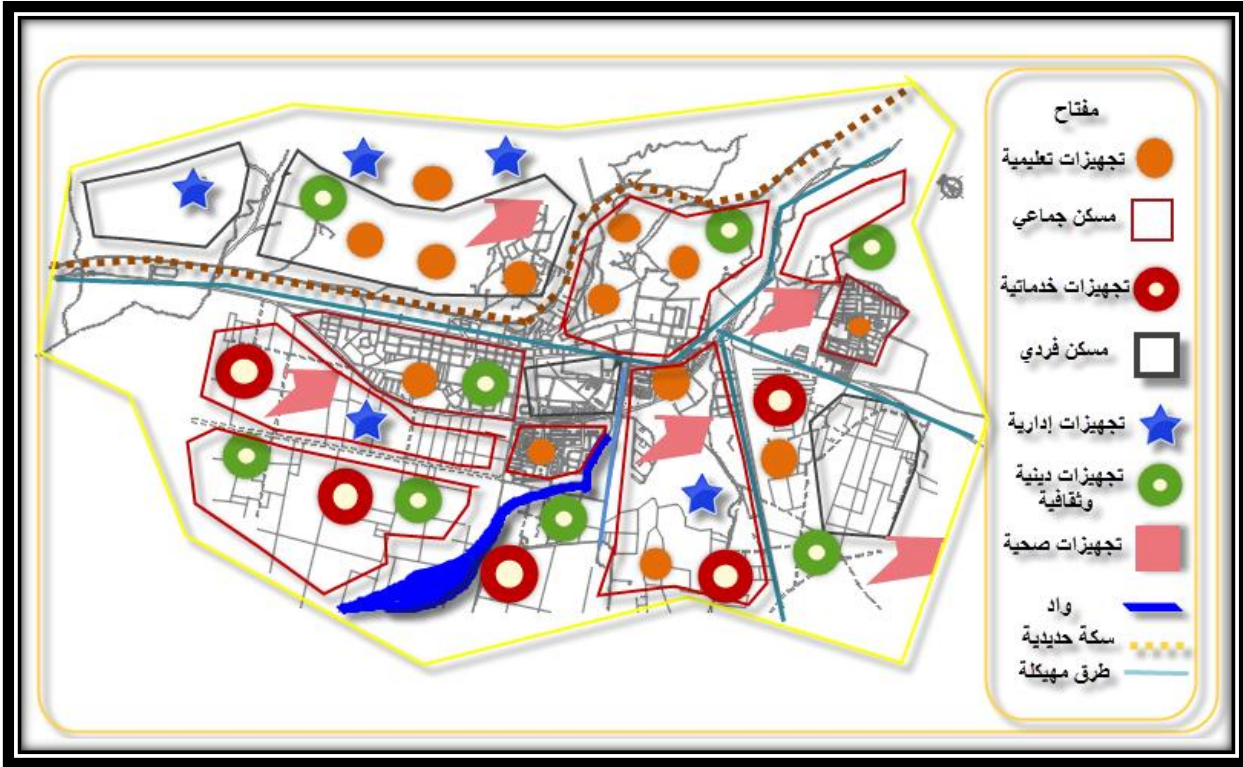 مفتاح
تجهيزات تعليمية
مسكن جماعي
تجهيزات خدماتية
مسكن فردي
تجهيزات إدارية
تجهيزات دينية
وثقافية
تجهيزات صحية
واد
سكة حديدية
طرق مهيكلة